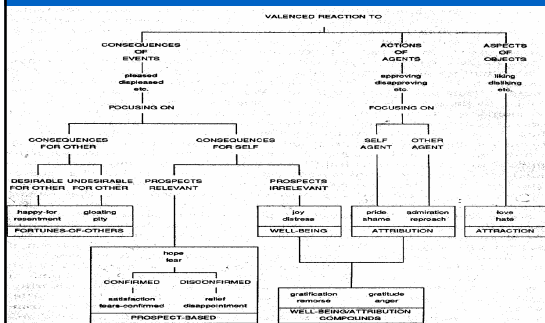 VALENCED REACTION TO
CONSEQUENCES OF EVENTS
ACTIONS OF AGENTS
ASPECTS OF OBJECTS
pleased
displeased
etc.
approving
disapproving
etc.
liking
disliking
etc.
FOCUSING ON
FOCUSING ON
CONSEQUENCES FOR OTHER
CONSEQUENCES FOR SELF
SELF AGENT
OTHER AGENT
DESIRABLE FOR OTHER
UNDESIRABLE FOR OTHER
PROSPECTS RELEVANT
PROSPECTS IRRELEVANT
happy-for
resentment
gloating
pity
FORTUNES-OF-OTHERS
joy
distress
WELL-BEING
pride
shame
admiration
reproach
ATTRIBUTION
love
hate
ATTRACTION
hope
fear
CONFIRMED
DISCONFIRMED
satisfaction
fears-confirmed
relief
disappointment
PROSPECT-BASED
gratification
remorse
gratitude
anger
WELL-BEING/ATTRIBUTION
COMPOUNDS